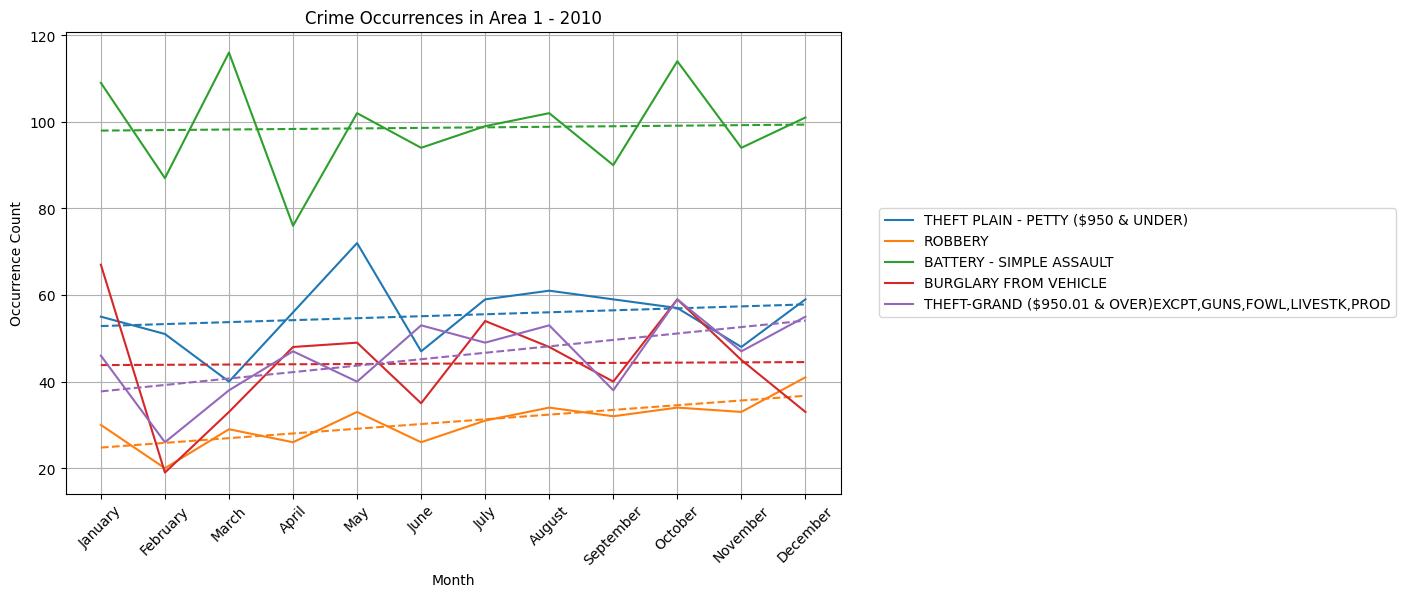 Crime Occurrences in Area 1 - 2010
Occurrence Count
120
100
80
60
40
20
January
February
March
April
May
June
July
August
September
October
November
December
Month
THEFT PLAIN - PETTY ($950 & UNDER)
ROBBERY
BATTERY - SIMPLE ASSAULT
BURGLARY FROM VEHICLE
THEFT-GRAND ($950.01 & OVER)EXCPT,GUNS,FOWL,LIVESTK,PROD